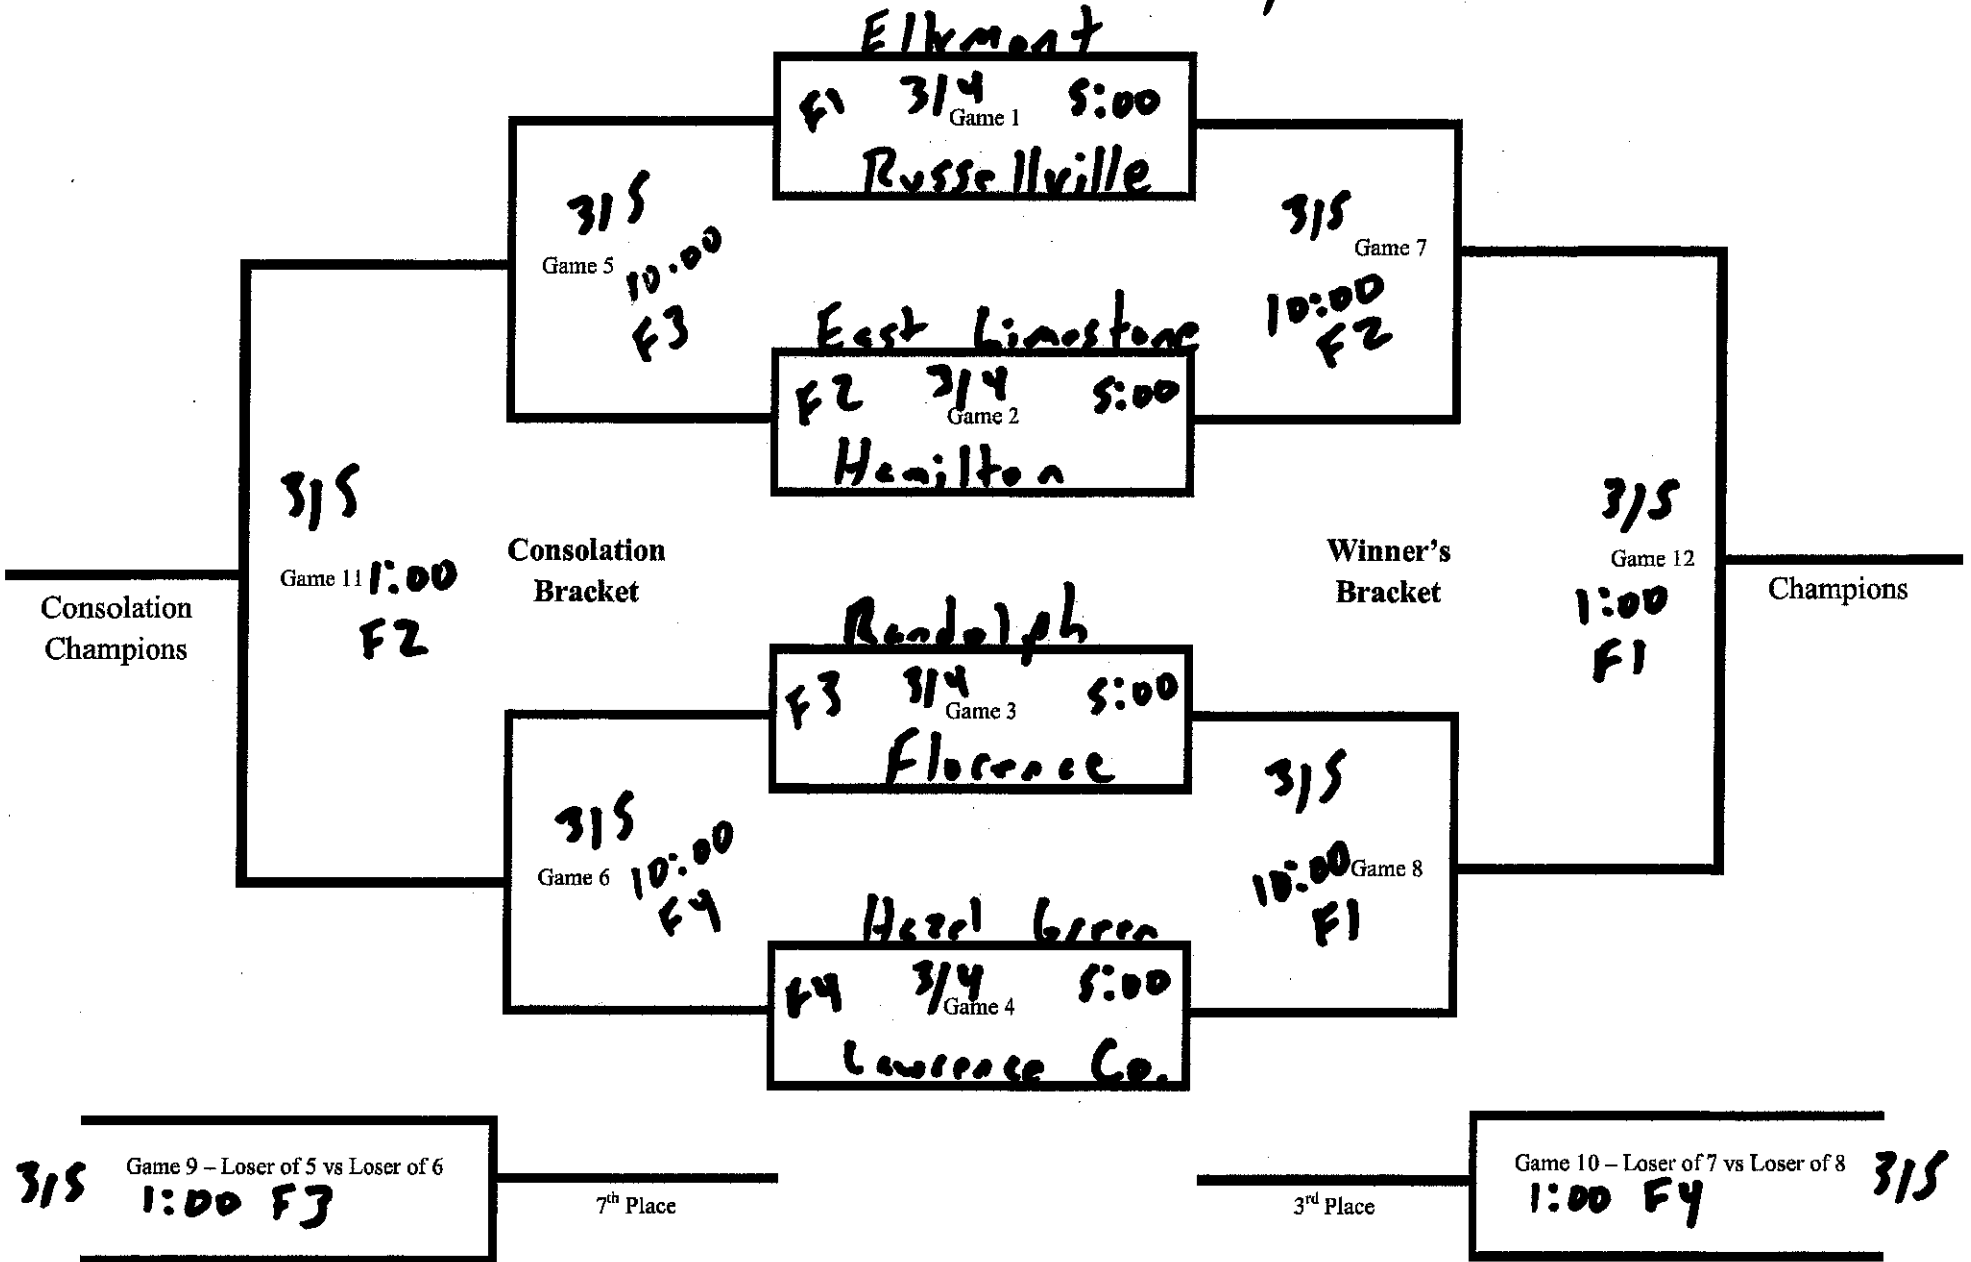 Elkmont
F1 3/4 5:00
Game 1
Russellville
3/5
Game 5
10:00
F3
3/5
Game 7
10:00
F2
East Limestone
F2 3/4 5:00
Game 2
Hamilton
3/5
Game 11 1:00
F2
Consolation
Bracket
Winner's
Bracket
3/5
Game 12
1:00
F1
Consolation
Champions
Champions
Randolph
F3 3/4 5:00
Game 3
Florence
3/5
Game 6
10:00
F4
3/5
10:00 Game 8
F1
Hazel Green
F4 3/4 5:00
Game 4
Lawrence Co.
3/5
Game 9 – Loser of 5 vs Loser of 6
1:00 F3
7th Place
3rd Place
Game 10 – Loser of 7 vs Loser of 8
1:00 F4
3/5